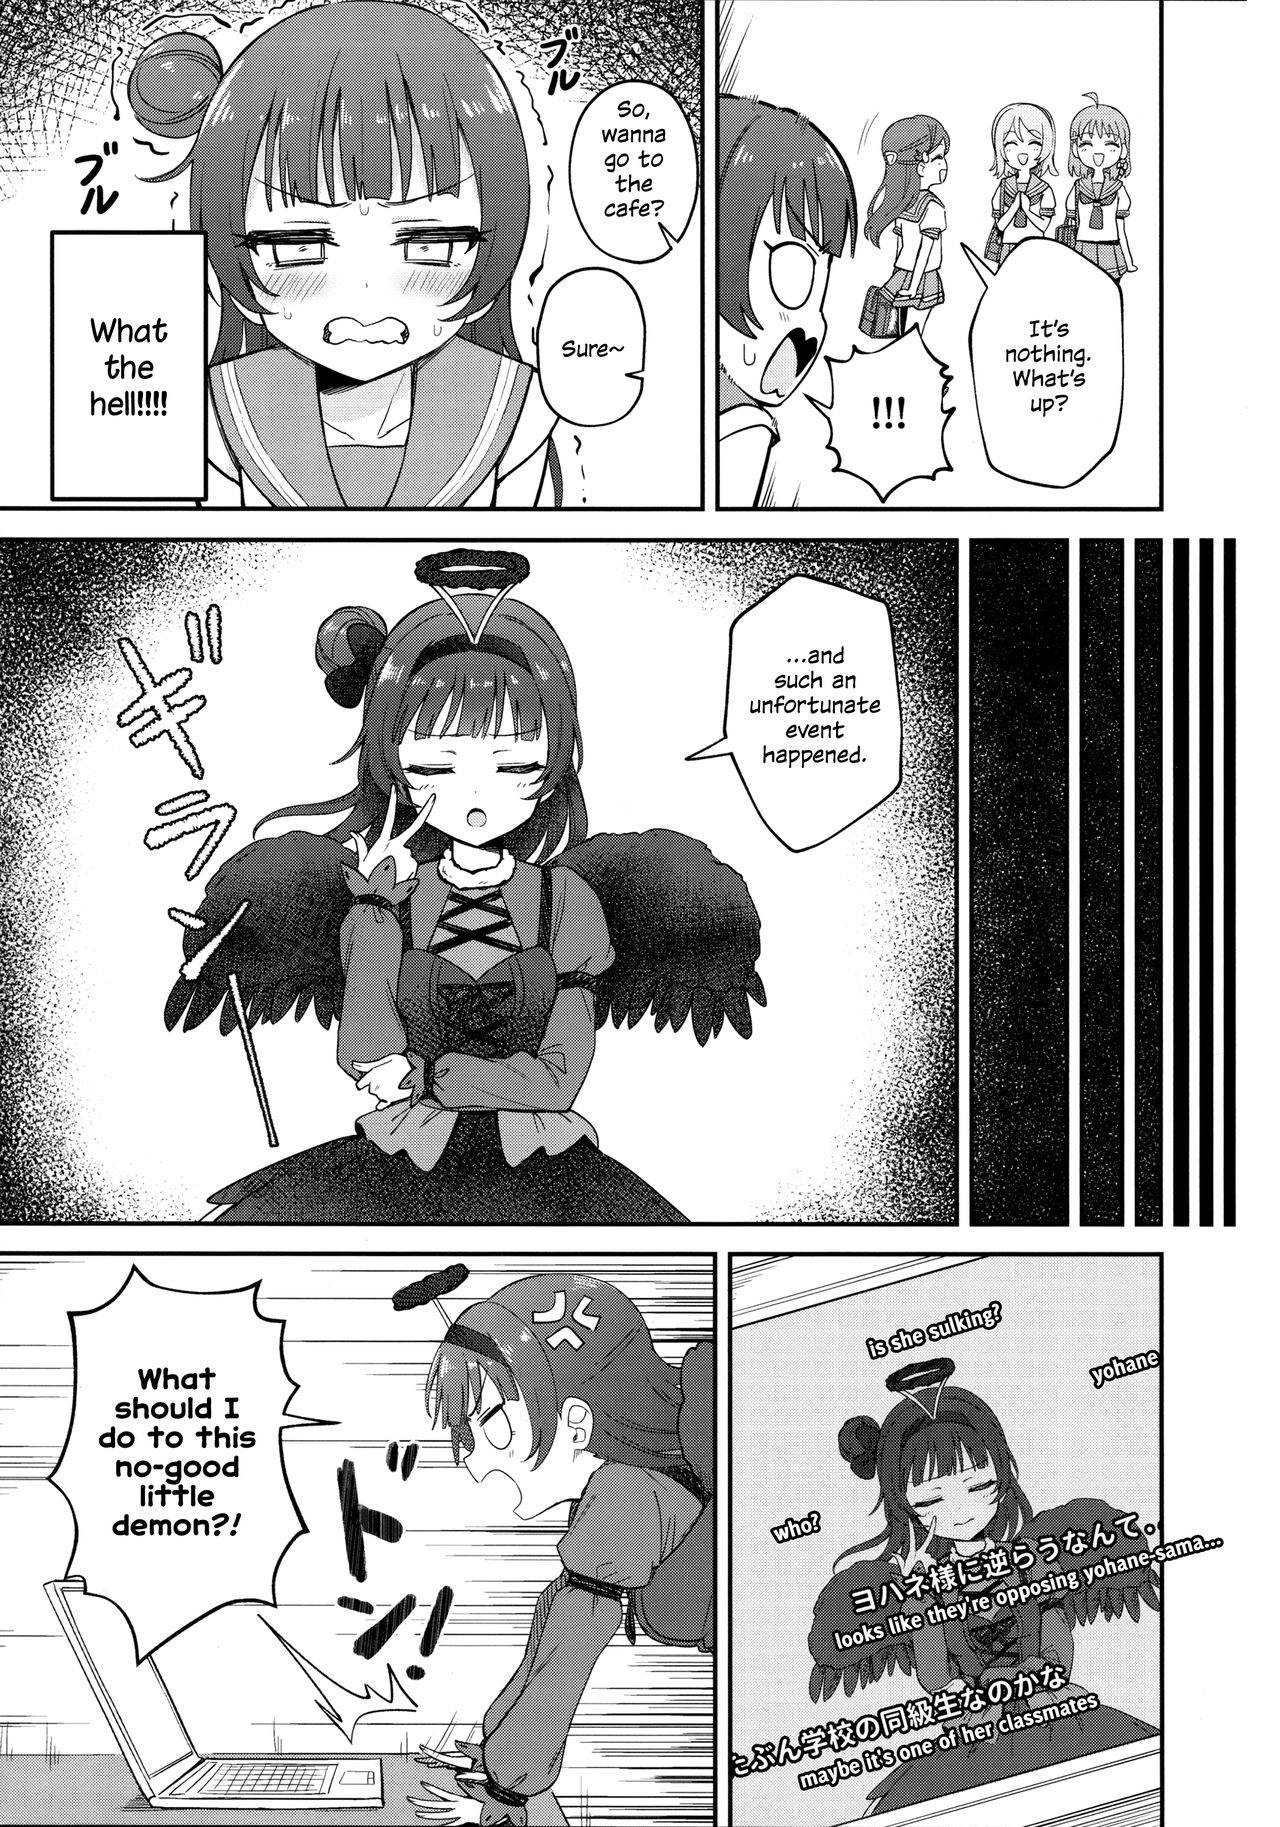 It's
nothing.
What's
up?
!!!
So,
wanna
go to
the
cafe?
Sure~
ブル
ブル
What
the
hell!!!!
...and
such an
unfortunate
event
happened.
ギラン
is she sulking?
yohane
who?
ヨハネ様に逆らうなんて..
looks like they're opposing yohane-sama...
たぶん学校の同級生なのかな
maybe it's one of her classmates
What
should I
do to this
no-good
little
demon?!
ドン!